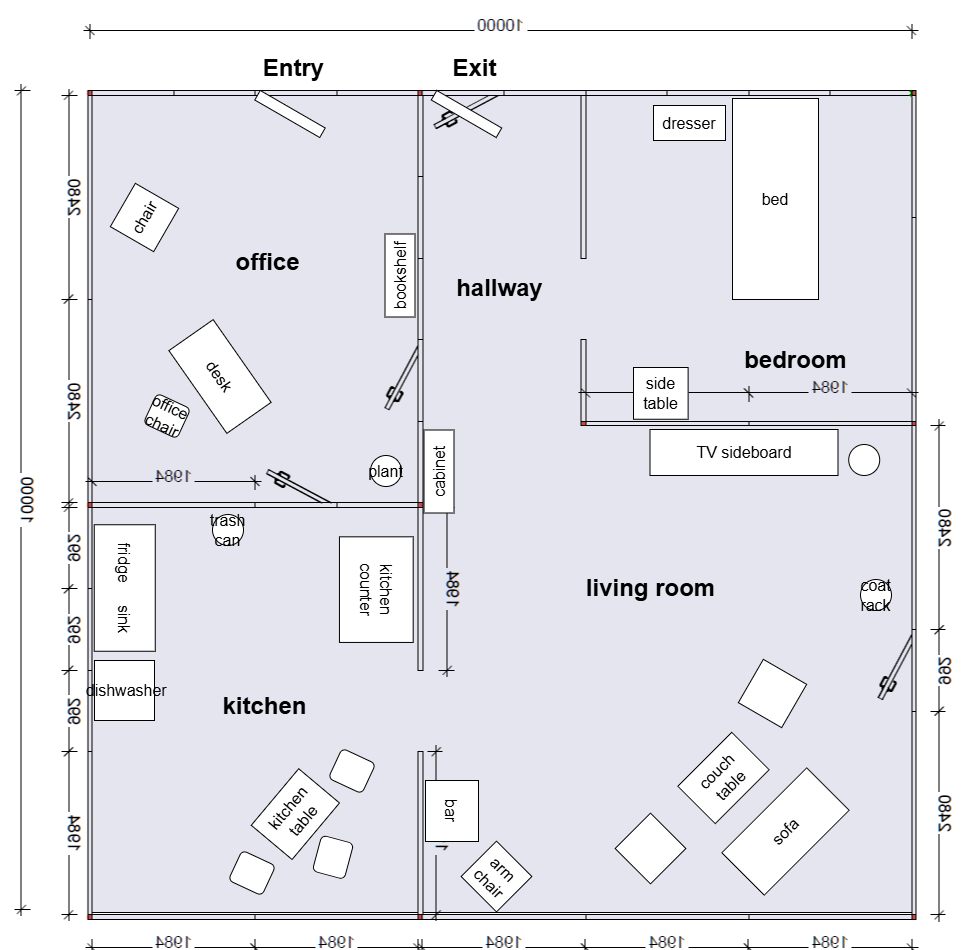 10000
Entry
Exit
dresser
bed
2480
chair
office
bookshelf
hallway
bedroom
side
table
1984
desk
2480
office
chair
plant
cabinet
TV sideboard
1984
10000
trash
can
992
fridge
sink
kitchen
counter
1984
living room
coat
rack
2480
992
992
dishwasher
992
kitchen
couch
table
kitchen
table
bar
1
sofa
arm
chair
1984
2480
1984
1984
1984
1984
1984